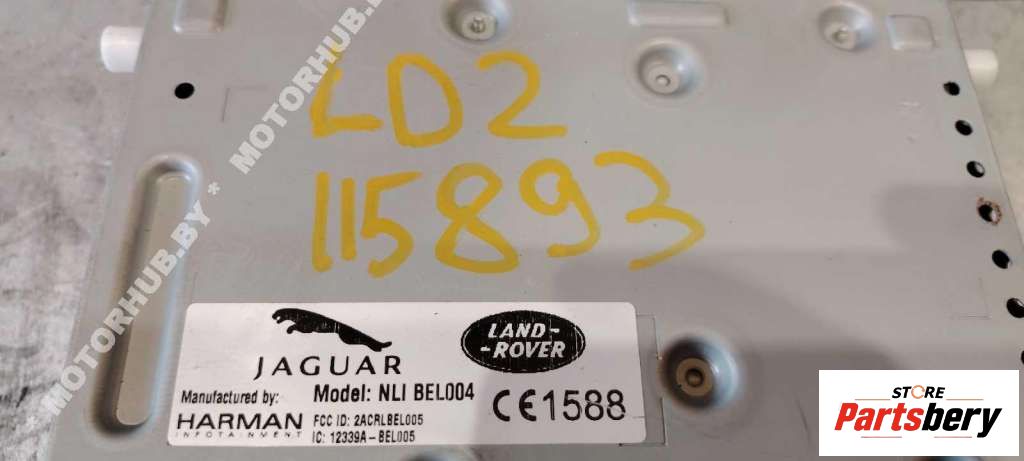 MOTORHUB.BY * MOTORHUB.BY
LD2
115893
JAGUAR
LAND-
-ROVER
Manufactured by:
HARMAN
INFOTAINMENT
Model: NLI BEL004
FCC ID: 2ACRLBEL005
IC: 12339A-BEL005
CE1588
STORE
Partsbery